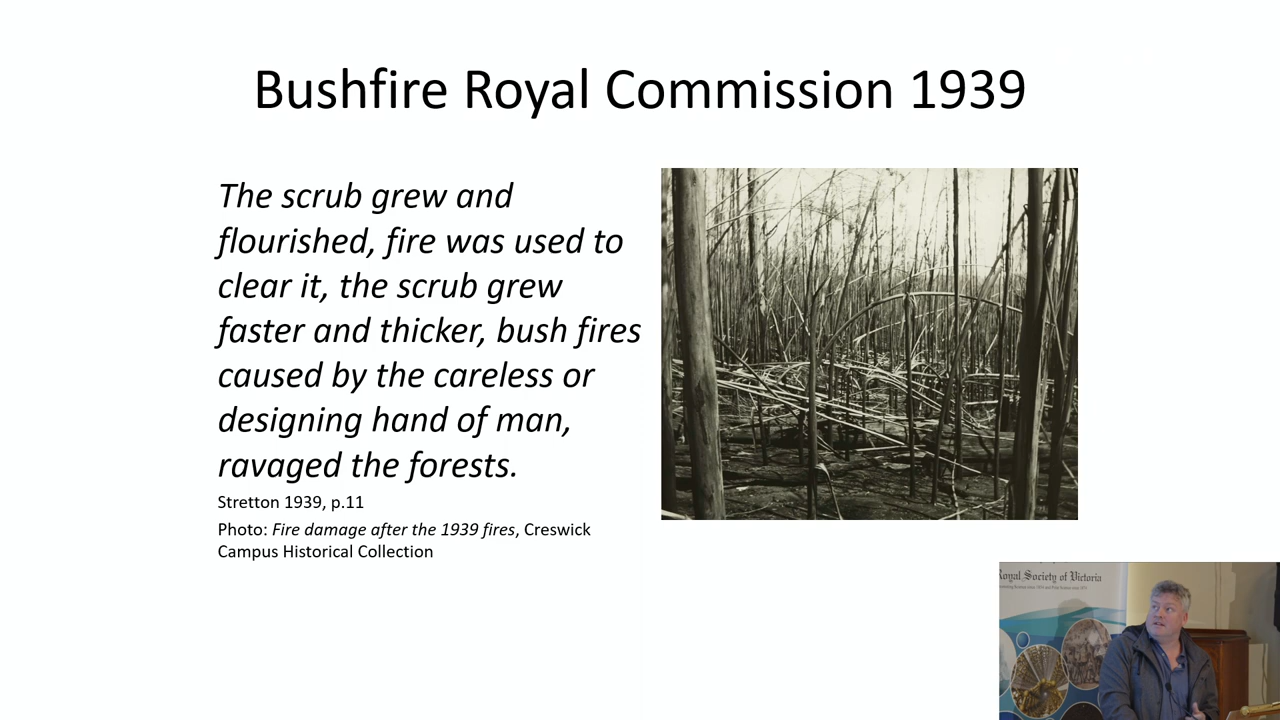 Bushfire Royal Commission 1939
The scrub grew and
flourished, fire was used to
clear it, the scrub grew
faster and thicker, bush fires
caused by the careless or
designing hand of man,
ravaged the forests.
Stretton 1939, p.11
Photo: Fire damage after the 1939 fires, Creswick
Campus Historical Collection
Royal Society of Victoria